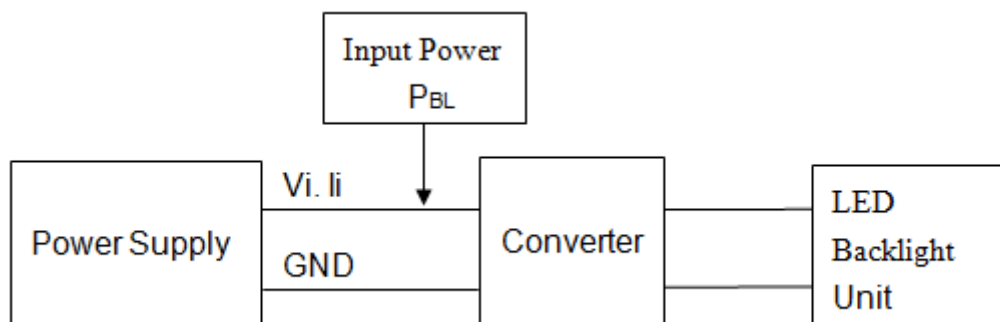 Input Power
PBL
Vi. Ii
Power Supply
GND
Converter
LED
Backlight
Unit